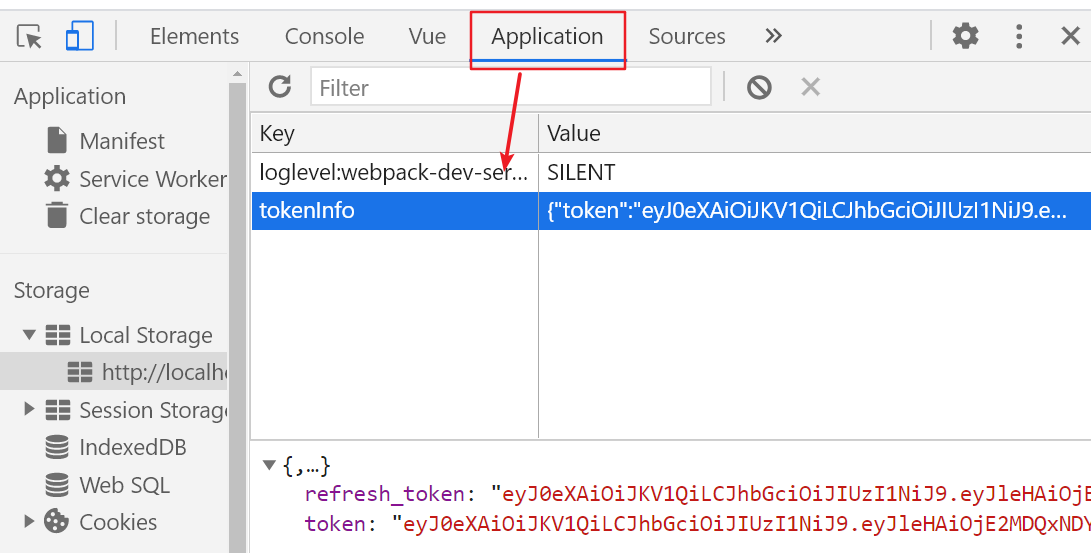 Elements Console Vue Application Sources
Filter
Application
Manifest
Service Worker
Clear storage
Storage
Local Storage
http://localh
Session Storag
IndexedDB
Web SQL
Cookies
Key Value
loglevel:webpack-dev-ser... SILENT
tokenInfo {"token":"eyJ0eXAiOiJKV1QiLCJhbGciOiJIUzI1NiJ9.e...
{,…}
refresh_token: "eyJ0eXAiOiJKV1QiLCJhbGciOiJIUzI1NiJ9.eyJleHAiOjE
token: "eyJ0eXAiOiJKV1QiLCJhbGciOiJIUzI1NiJ9.eyJleHAiOjE2MDQxNDY